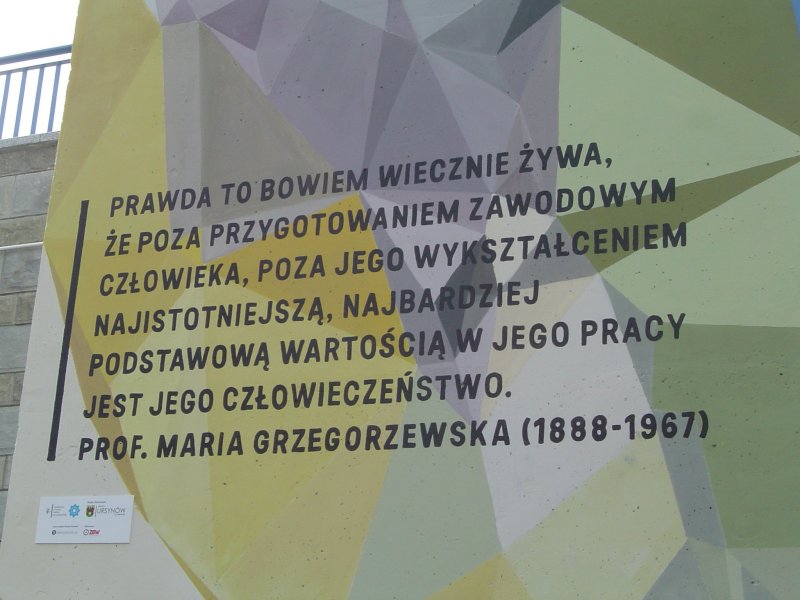 PRAWDA TO BOWIEM WIECZNIE ŻYWA,
ŻE POZA PRZYGOTOWANIEM ZAWODOWYM
CZŁOWIEKA, POZA JEGO WYKSZTAŁCENIEM
NAJISTOTNIEJSZĄ, NAJBARDZIEJ
PODSTAWOWĄ WARTOŚCIĄ W JEGO PRACY
JEST JEGO CZŁOWIECZEŃSTWO.
PROF. MARIA GRZEGORZEWSKA (1888-1967)
URSYNÓW